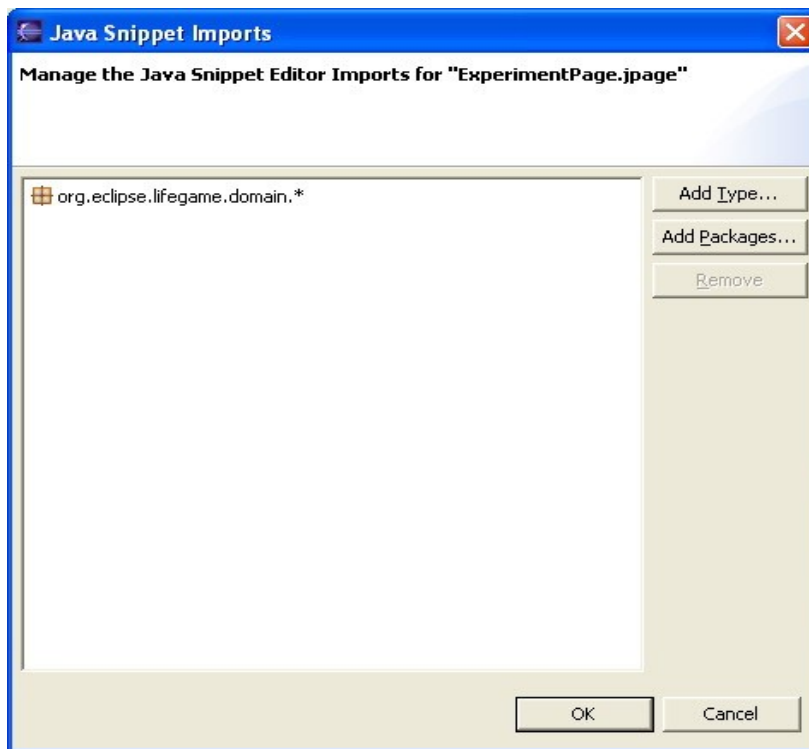 Java Snippet Imports
Manage the Java Snippet Editor Imports for "ExperimentPage.jpage"
org.eclipse.lifegame.domain.*
Add Type...
Add Packages...
Remove
OK
Cancel